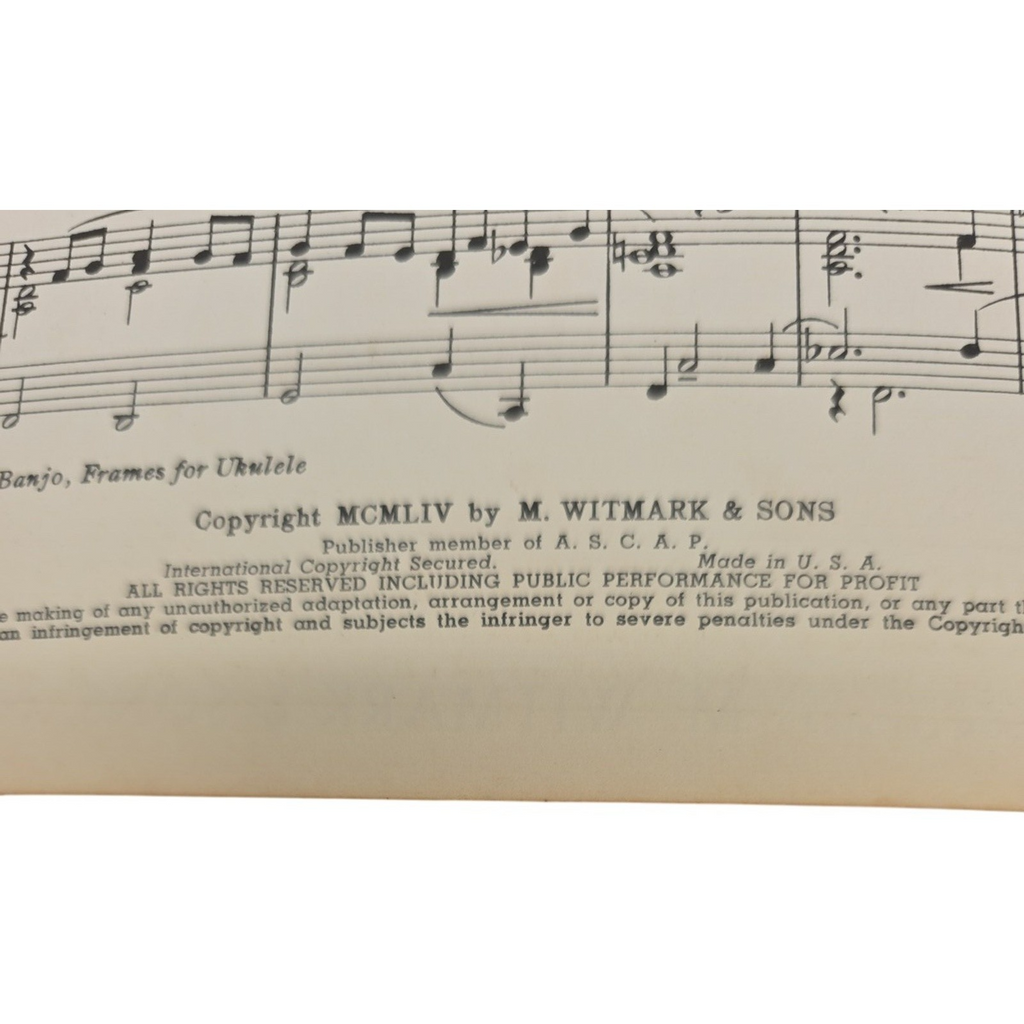 Banjo, Frames for Ukulele
Copyright MCMLIV by M. WITMARK & SONS
Publisher member of A. S. C. A. P.
International Copyright Secured. Made in U. S. A.
ALL RIGHTS RESERVED INCLUDING PUBLIC PERFORMANCE FOR PROFIT
e making of any unauthorized adaptation, arrangement or copy of this publication, or any part th
an infringement of copyright and subjects the infringer to severe penalties under the Copyrigh